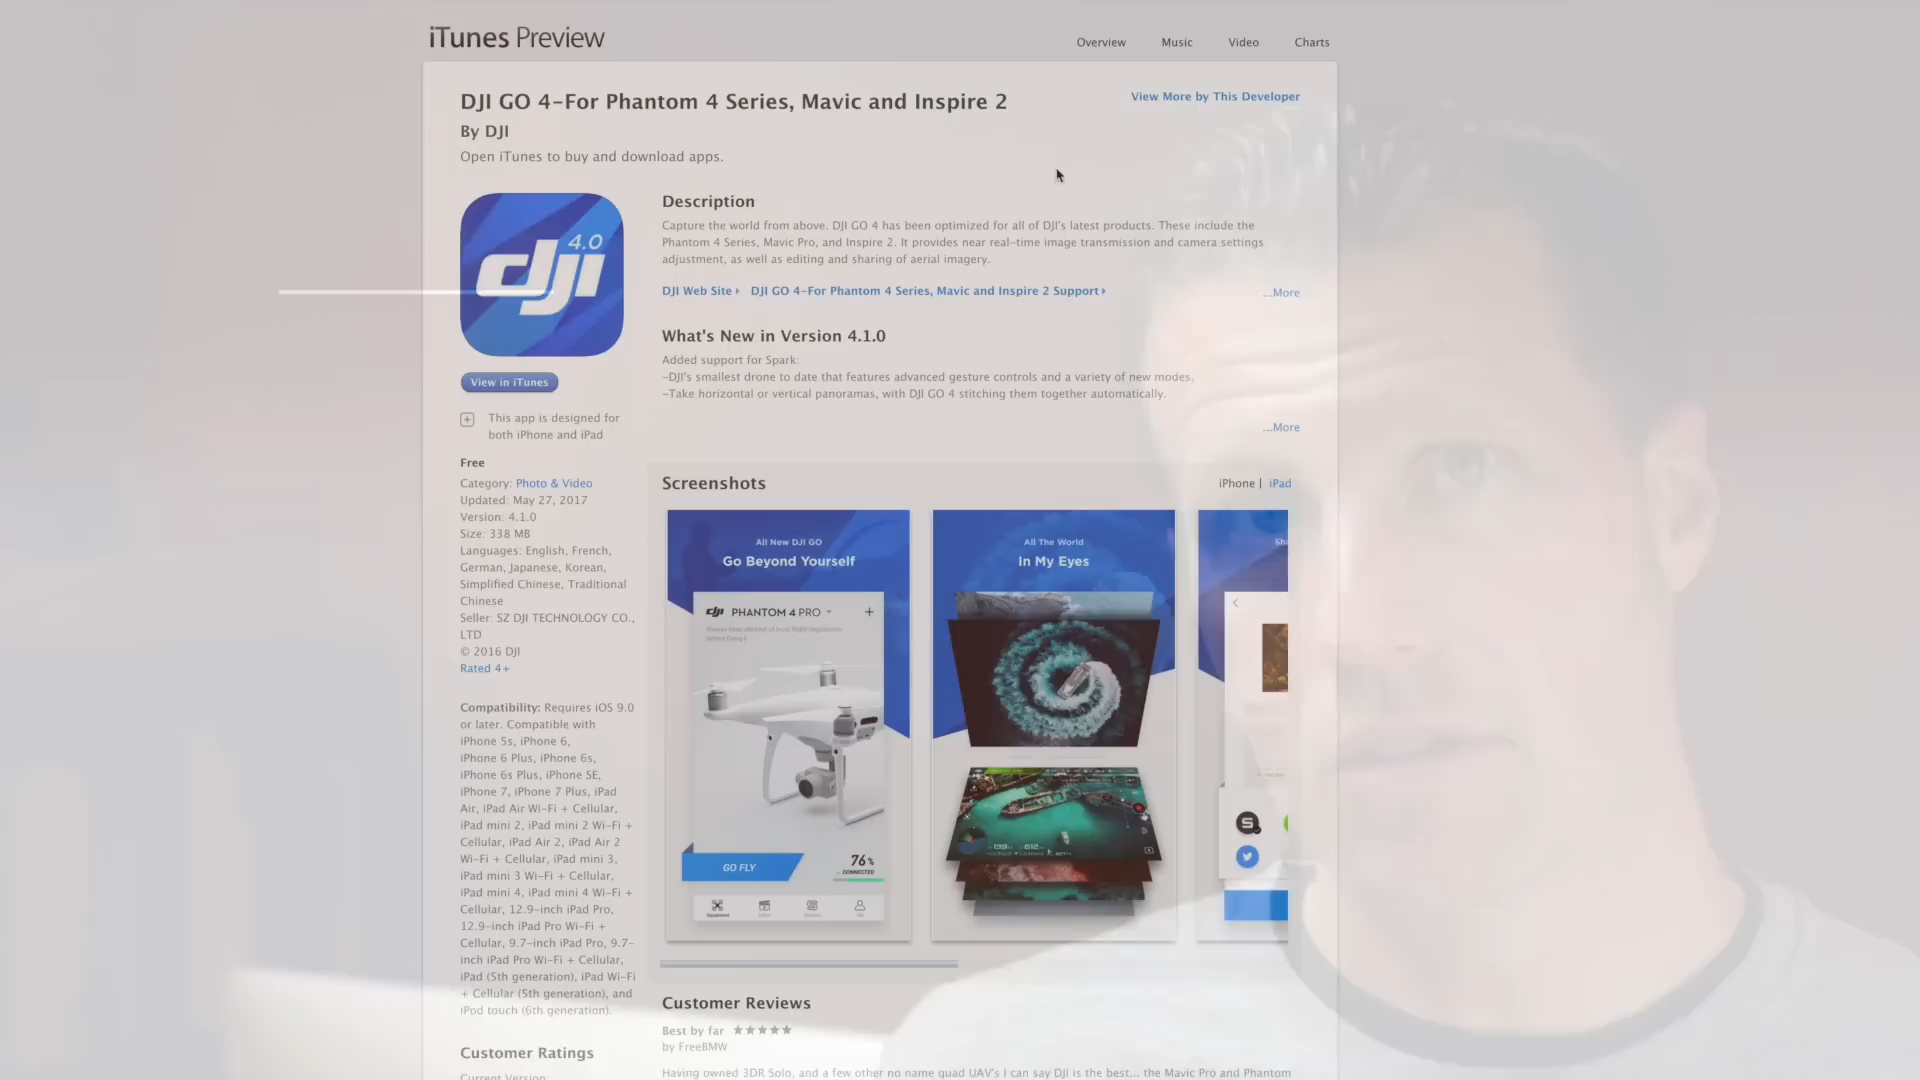 iTunes Preview
Overview
Music
Video
Charts
DJI GO 4-For Phantom 4 Series, Mavic and Inspire 2
View More by This Developer
By DJI
Open iTunes to buy and download apps.
4.0
dji
View in iTunes
This app is designed for
both iPhone and iPad
Free
Category: Photo & Video
Updated: May 27, 2017
Version: 4.1.0
Size: 338 MB
Languages: English, French,
German, Japanese, Korean,
Simplified Chinese, Traditional
Chinese
Seller: SZ DJI TECHNOLOGY CO.,
LTD
© 2016 DJI
Rated 4+
Compatibility: Requires iOS 9.0
or later. Compatible with
iPhone 5s, iPhone 6,
iPhone 6 Plus, iPhone 6s,
iPhone 6s Plus, iPhone SE,
iPhone 7, iPhone 7 Plus, iPad
Air, iPad Air Wi-Fi + Cellular,
iPad mini 2, iPad mini 2 Wi-Fi +
Cellular, iPad Air 2, iPad Air 2
Wi-Fi + Cellular, iPad mini 3,
iPad mini 3 Wi-Fi + Cellular,
iPad mini 4, iPad mini 4 Wi-Fi +
Cellular, 12.9-inch iPad Pro,
12.9-inch iPad Pro Wi-Fi +
Cellular, 9.7-inch iPad Pro, 9.7-
inch iPad Pro Wi-Fi + Cellular,
iPad (5th generation), iPad Wi-Fi
+ Cellular (5th generation), and
iPod touch (6th generation).
Customer Ratings
Current Version:
Description
Capture the world from above. DJI GO 4 has been optimized for all of DJI's latest products. These include the
Phantom 4 Series, Mavic Pro, and Inspire 2. It provides near real-time image transmission and camera settings
adjustment, as well as editing and sharing of aerial imagery.
DJI Web Site
DJI GO 4-For Phantom 4 Series, Mavic and Inspire 2 Support
...More
What's New in Version 4.1.0
Added support for Spark:
-DJI's smallest drone to date that features advanced gesture controls and a variety of new modes.
-Take horizontal or vertical panoramas, with DJI GO 4 stitching them together automatically.
...More
Screenshots
iPhone | iPad
All New DJI GO
Go Beyond Yourself
dji PHANTOM 4 PRO
GO FLY
76%
CONNECTED
All The World
In My Eyes
Customer Reviews
Best by far ★★★★★
by FreeBMW
Having owned 3DR Solo, and a few other no name quad UAV's i can say DJI is the best... the Mavic Pro and Phantom